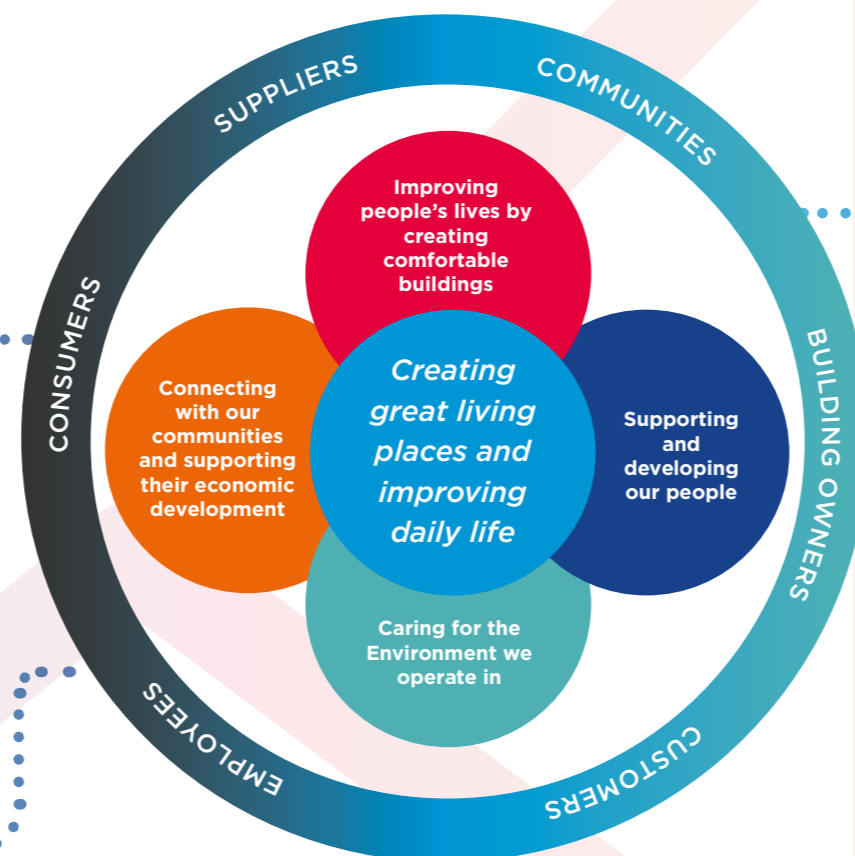 SUPPLIERS
COMMUNITIES
Improving
people's lives by
creating
comfortable
buildings
CONSUMERS
Connecting
with our
communities
and supporting
their economic
development
Creating
great living
places and
improving
daily life
Supporting
and
developing
our people
BUILDING OWNERS
Caring for the
Environment we
operate in
EMPLOYEES
CUSTOMERS